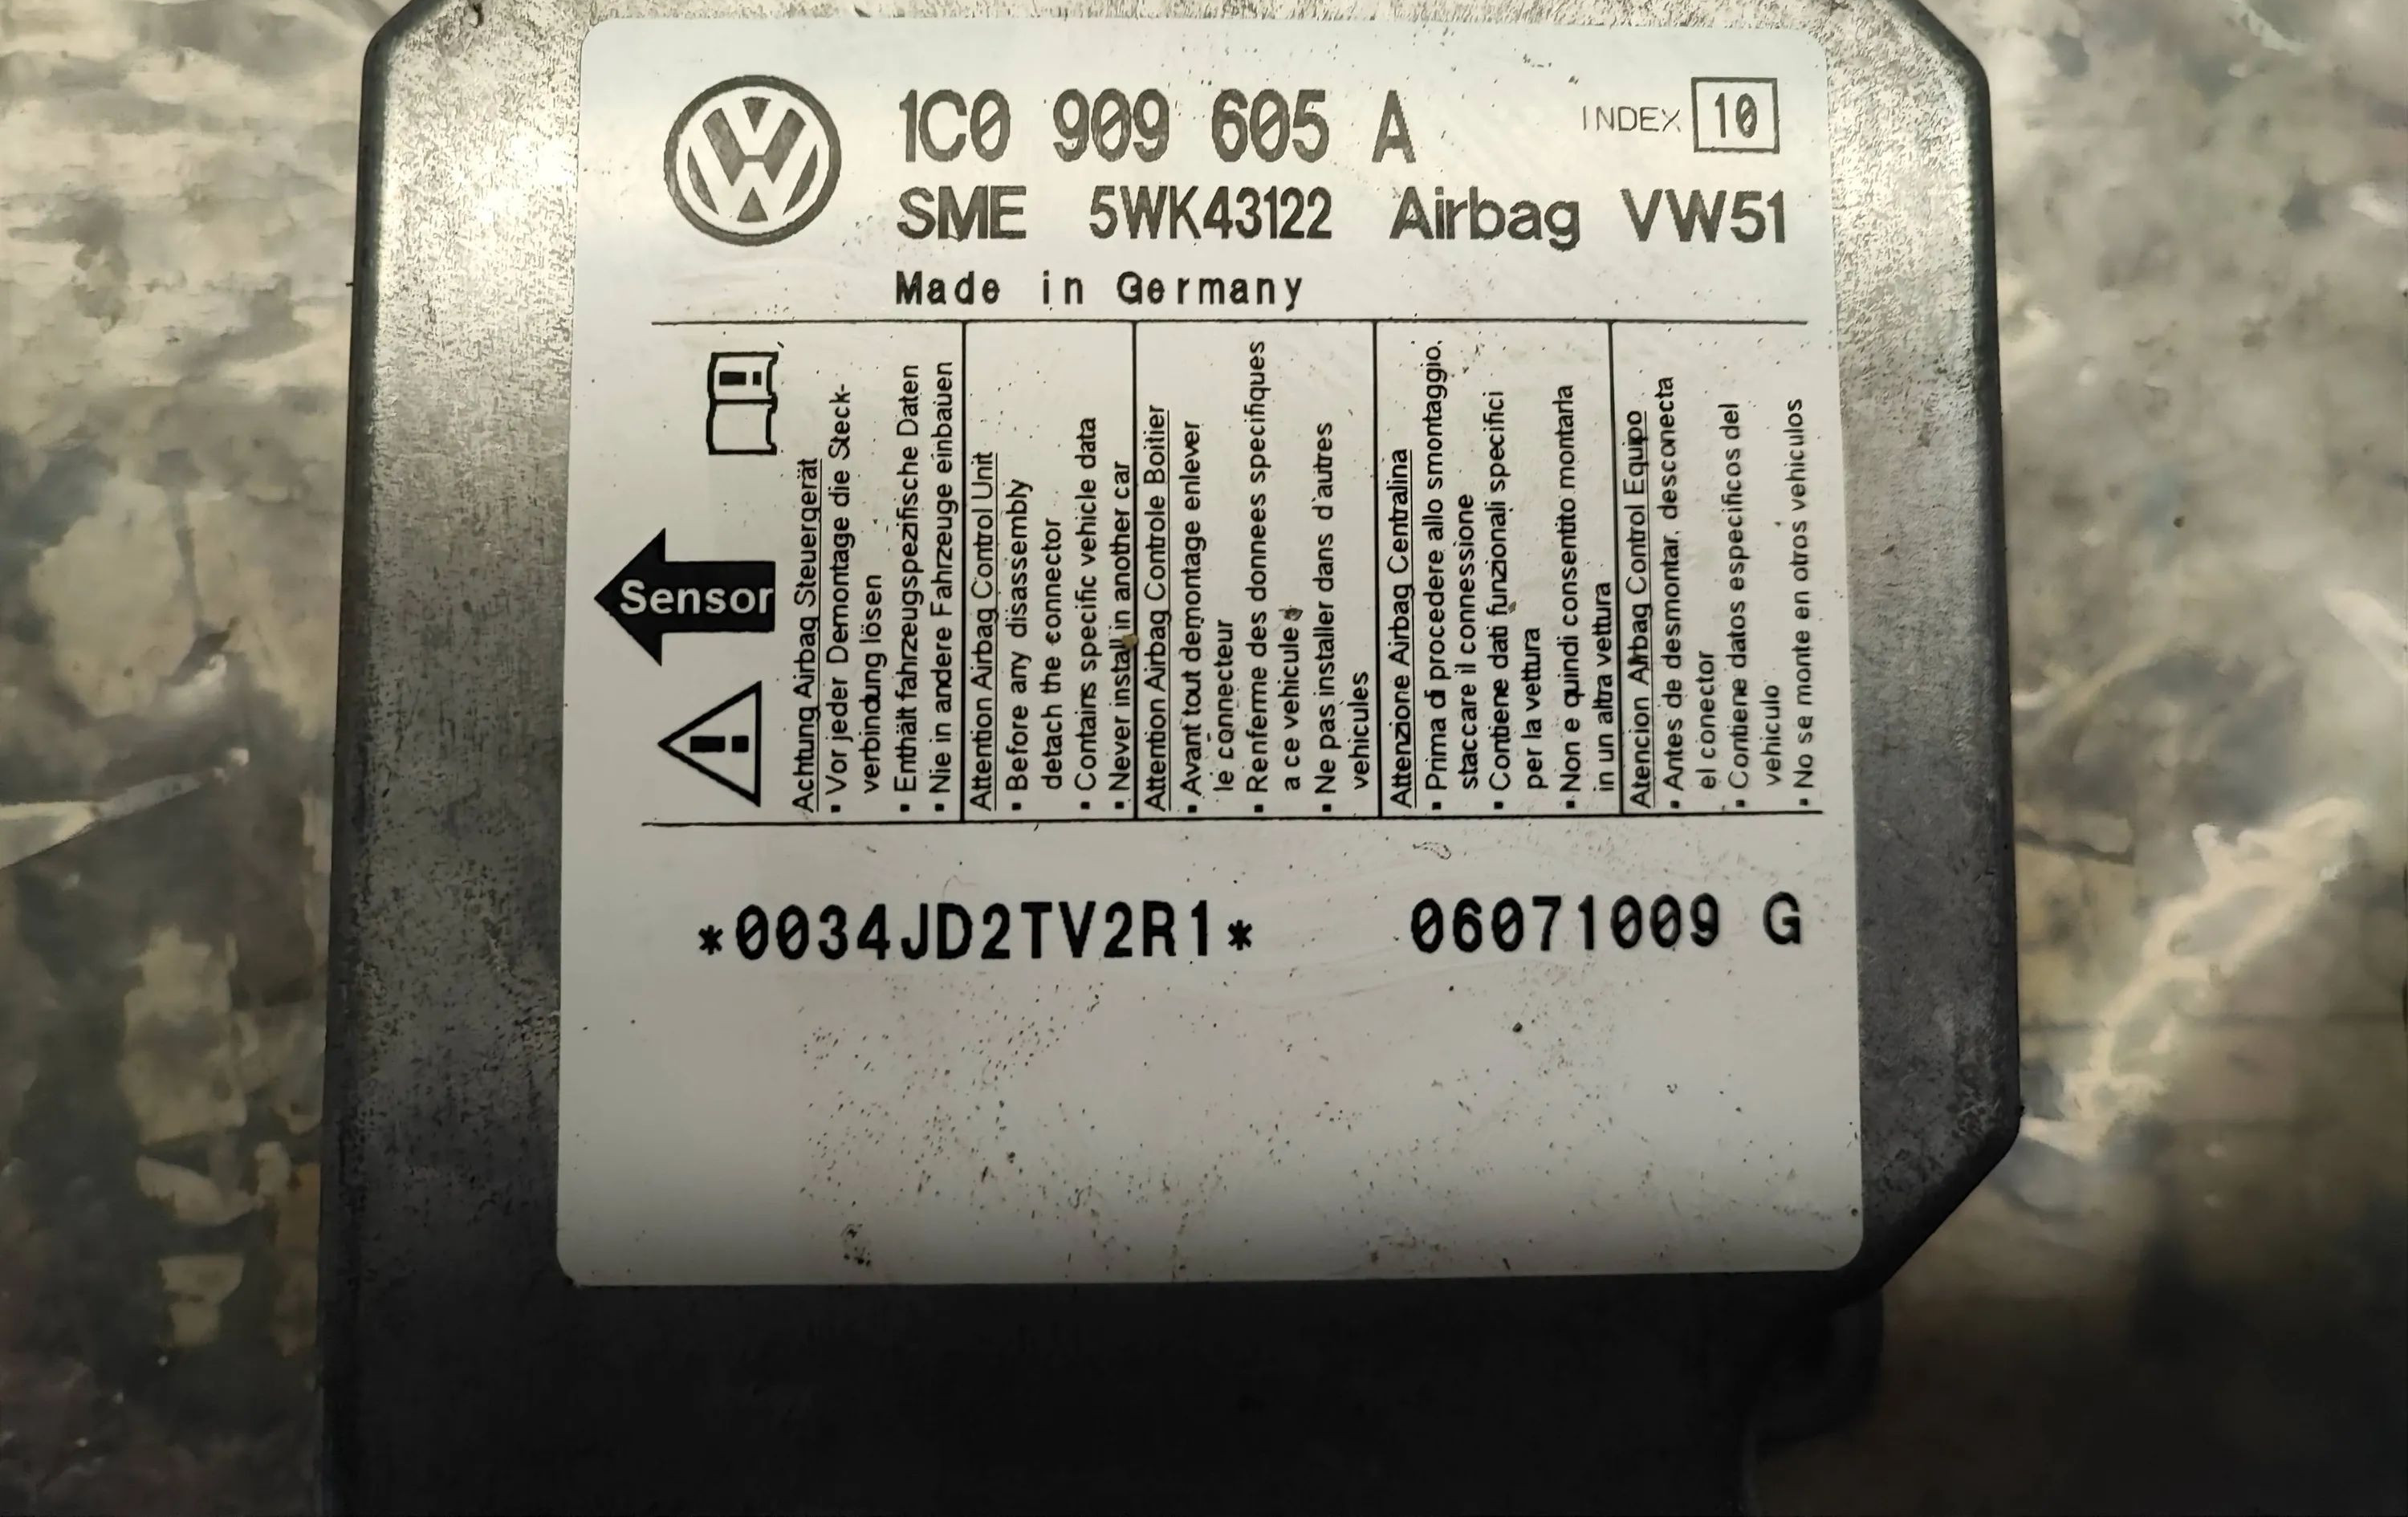 1C0 909 605 A INDEX 10
SME 5WK43122 Airbag VW51
Made in Germany
Sensor
Achtung Airbag Steuergerät
▪ Vor jeder Demontage die Steck-
verbindung lösen
▪ Enthält fahrzeugspezifische Daten
▪ Nie in andere Fahrzeuge einbauen
Attention Airbag Control Unit
▪ Before any disassembly
detach the connector
▪ Contains specific vehicle data
▪ Never install in another car
Attention Airbag Controle Boitier
▪ Avant tout demontage enlever
le connecteur
▪ Renferme des donnees specifiques
a ce vehicule
▪ Ne pas installer dans d'autres
vehicules
Attenzione Airbag Centralina
▪ Prima di procedere allo smontaggio,
staccare il connessione
▪ Contiene dati funzionali specifici
per la vettura
▪ Non e quindi consentito montarla
in un altra vettura
Atencion Airbag Control Equipo
▪ Antes de desmontar, desconecta
el conector
▪ Contiene datos especificos del
vehiculo
▪ No se monte en otros vehiculos
*0034JD2TV2R1* 06071009 G